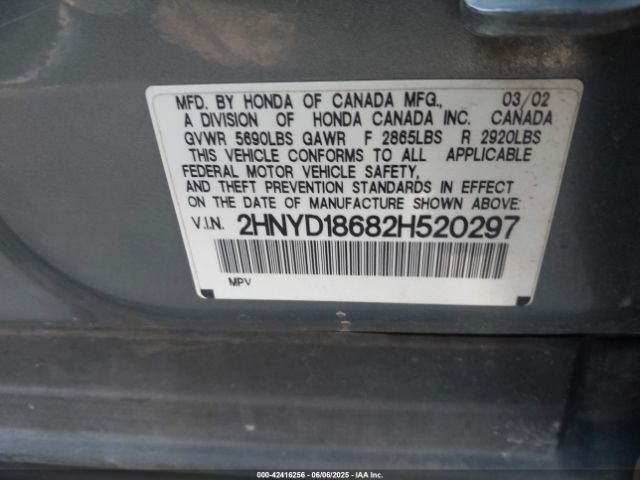 MFD. BY HONDA OF CANADA MFG., 03/02
A DIVISION OF HONDA CANADA INC. CANADA
GVWR 5690LBS GAWR F 2865LBS R 2920LBS
THIS VEHICLE CONFORMS TO ALL APPLICABLE
FEDERAL MOTOR VEHICLE SAFETY,
AND THEFT PREVENTION STANDARDS IN EFFECT
ON THE DATE OF MANUFACTURE SHOWN ABOVE:
V.I.N. 2HNYD18682H520297
MPV
000-42416256 | 06/06/2025 | IAA Inc.